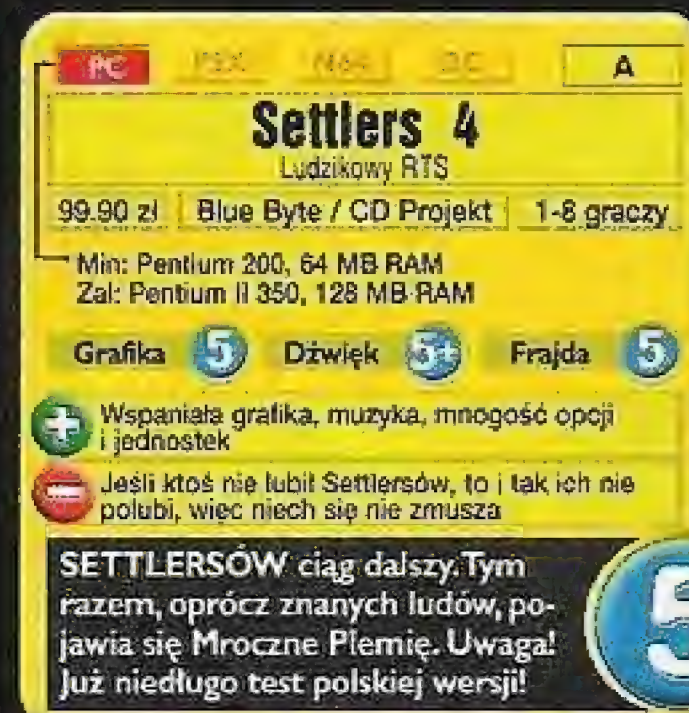 PC PSX N64 DC A
Settlers 4
Ludzikowy RTS
99.90 zł Blue Byte / CD Projekt 1-8 graczy
Min: Pentium 200, 64 MB RAM
Zal: Pentium II 350, 128 MB RAM
Grafika 5 Dźwięk 5+ Frajda 5
Wspaniała grafika, muzyka, mnogość opcji
i jednostek
Jeśli ktoś nie lubił Settlersów, to i tak ich nie
polubi, więc niech się nie zmusza
SETTLERSÓW ciąg dalszy. Tym
razem, oprócz znanych ludów, po-
jawia się Mroczne Plemię. Uwaga!
Już niedługo test polskiej wersji!
5